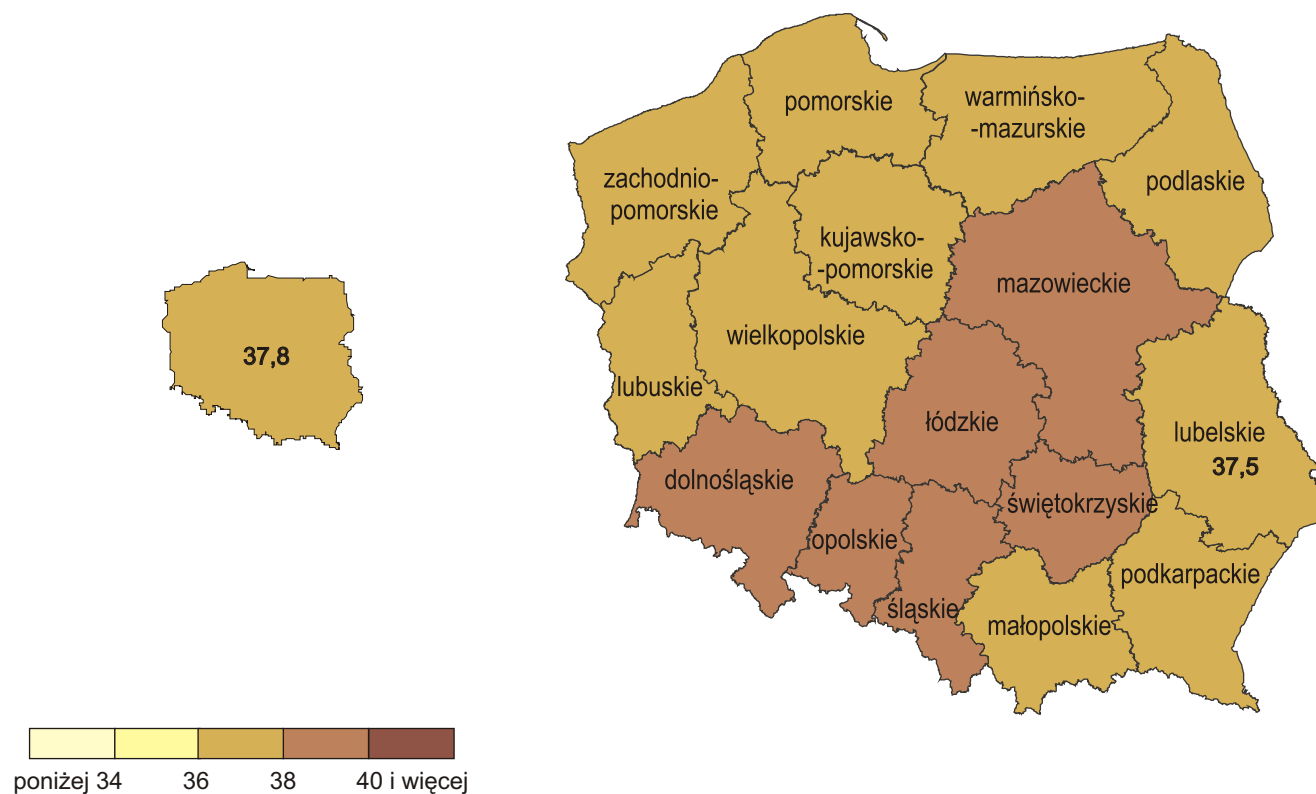 pomorskie
warmińsko-
-mazurskie
podlaskie
zachodnio-
pomorskie
kujawsko-
-pomorskie
mazowieckie
wielkopolskie
37,8
lubuskie
łódzkie
lubelskie
37,5
dolnośląskie
świętokrzyskie
opolskie
podkarpackie
śląskie
małopolskie
poniżej 34 36 38 40 i więcej